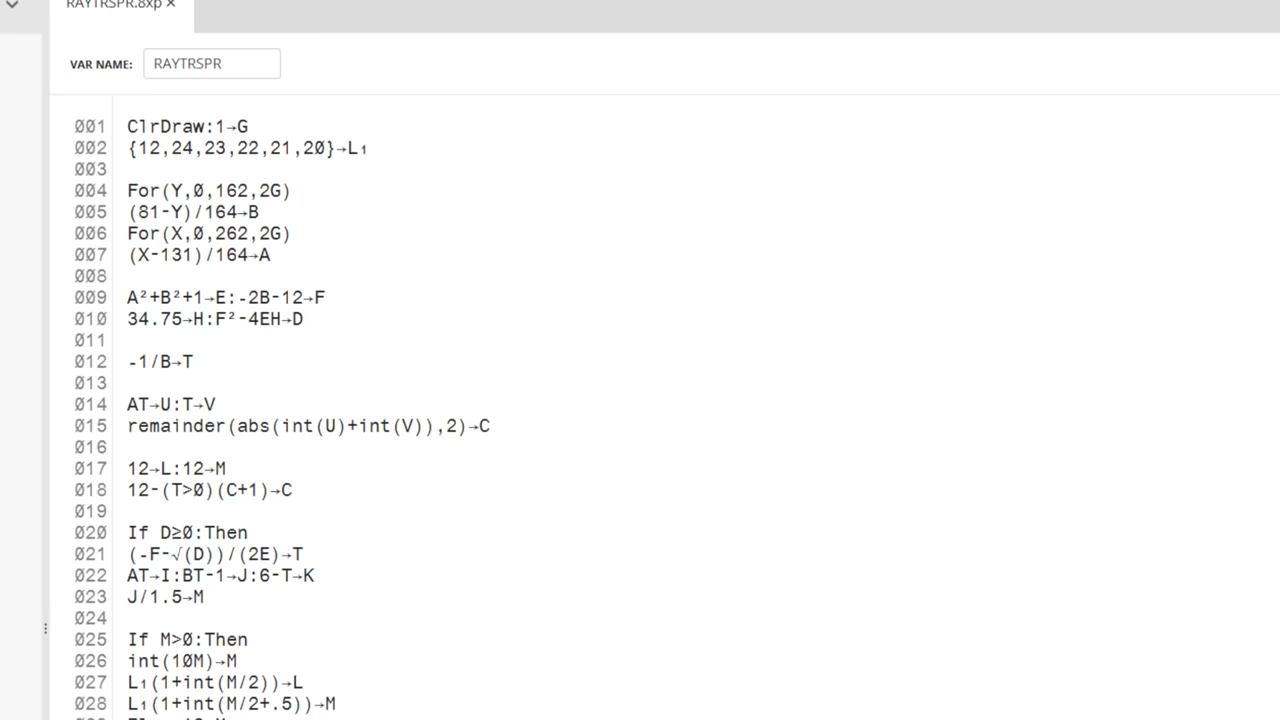 RAYTRSPR.8xp ×
VAR NAME: RAYTRSPR
001 ClrDraw:1→G
002 {12,24,23,22,21,20}→L₁
003
004 For(Y,0,162,2G)
005 (81-Y)/164→B
006 For(X,0,262,2G)
007 (X-131)/164→A
008
009 A²+B²+1→E:-2B-12→F
010 34.75→H:F²-4EH→D
011
012 -1/B→T
013
014 AT→U:T→V
015 remainder(abs(int(U)+int(V)),2)→C
016
017 12→L:12→M
018 12-(T>0)(C+1)→C
019
020 If D≥0:Then
021 (-F-√(D))/(2E)→T
022 AT→I:BT-1→J:6-T→K
023 J/1.5→M
024
025 If M>0:Then
026 int(10M)→M
027 L₁(1+int(M/2))→L
028 L₁(1+int(M/2+.5))→M